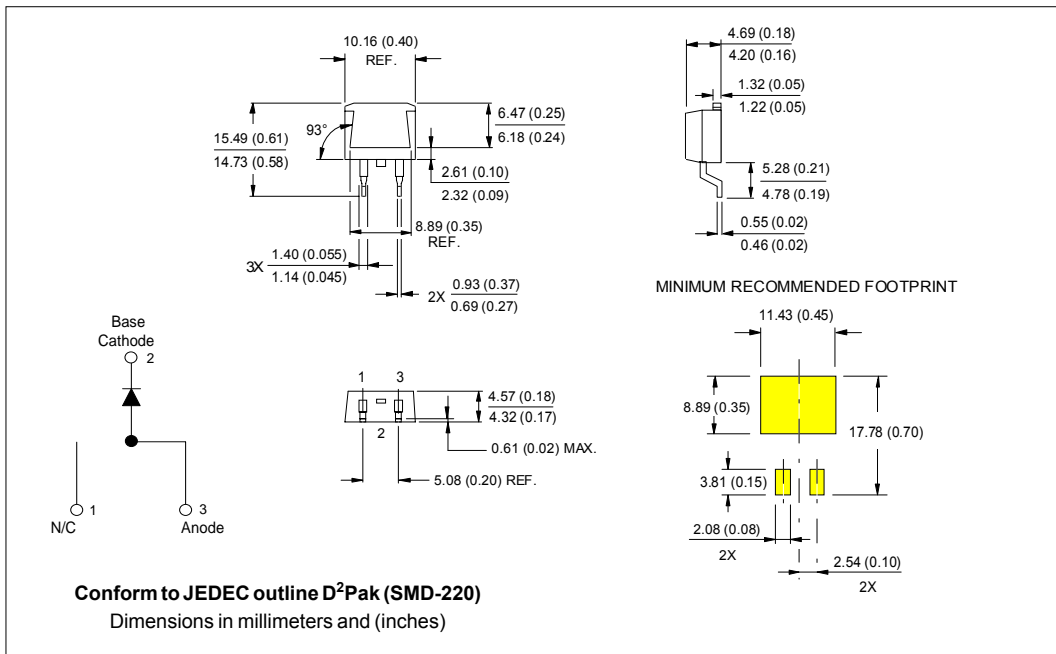 10.16 (0.40)
REF.
15.49 (0.61)
14.73 (0.58)
93°
6.47 (0.25)
6.18 (0.24)
2.61 (0.10)
2.32 (0.09)
8.89 (0.35)
REF.
3X
1.40 (0.055)
1.14 (0.045)
2X
0.93 (0.37)
0.69 (0.27)
4.69 (0.18)
4.20 (0.16)
1.32 (0.05)
1.22 (0.05)
5.28 (0.21)
4.78 (0.19)
0.55 (0.02)
0.46 (0.02)
Base
Cathode
2
1
N/C
3
Anode
1 3
2
4.57 (0.18)
4.32 (0.17)
0.61 (0.02) MAX.
5.08 (0.20) REF.
MINIMUM RECOMMENDED FOOTPRINT
11.43 (0.45)
8.89 (0.35)
17.78 (0.70)
3.81 (0.15)
2.08 (0.08)
2X
2.54 (0.10)
2X
Conform to JEDEC outline D²Pak (SMD-220)
Dimensions in millimeters and (inches)